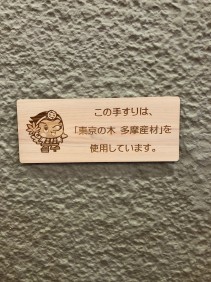 この手すりは、
「東京の木 多摩産材」を
使用しています。